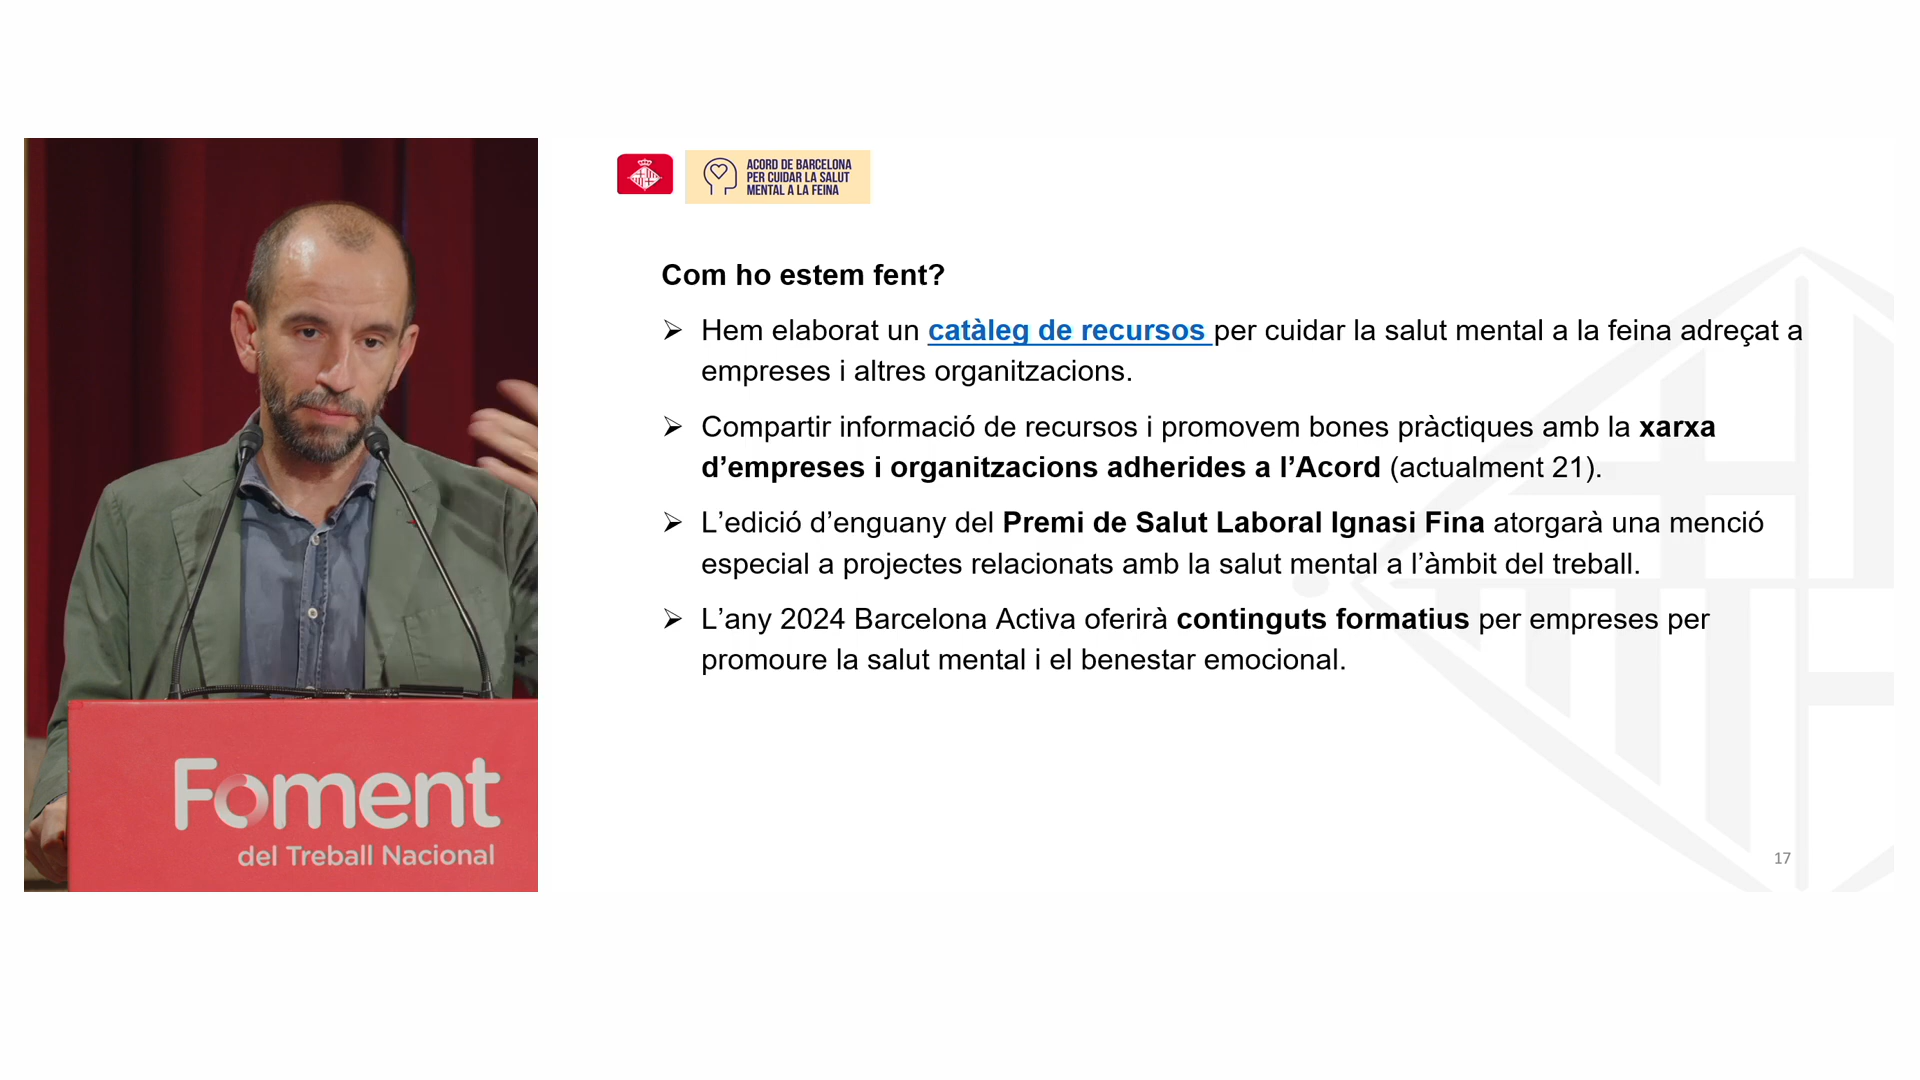 ACORD DE BARCELONA
PER CUIDAR LA SALUT
MENTAL A LA FEINA
Com ho estem fent?
➢ Hem elaborat un catàleg de recursos per cuidar la salut mental a la feina adreçat a
empreses i altres organitzacions.
➢ Compartir informació de recursos i promovem bones pràctiques amb la xarxa
d’empreses i organitzacions adherides a l’Acord (actualment 21).
➢ L’edició d’enguany del Premi de Salut Laboral Ignasi Fina atorgarà una menció
especial a projectes relacionats amb la salut mental a l’àmbit del treball.
➢ L’any 2024 Barcelona Activa oferirà continguts formatius per empreses per
promoure la salut mental i el benestar emocional.
17
Foment
del Treball Nacional